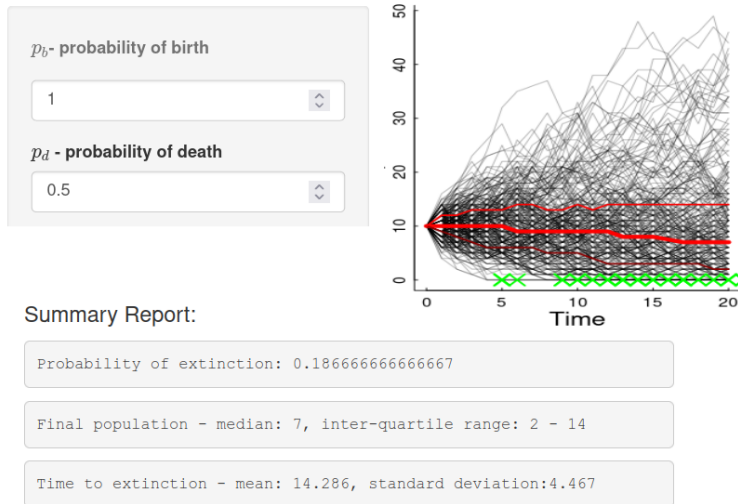 p_b- probability of birth
1
p_d - probability of death
0.5
50
40
30
20
10
0
0 5 10 15 20
Time
Summary Report:
Probability of extinction: 0.186666666666667
Final population - median: 7, inter-quartile range: 2 - 14
Time to extinction - mean: 14.286, standard deviation:4.467